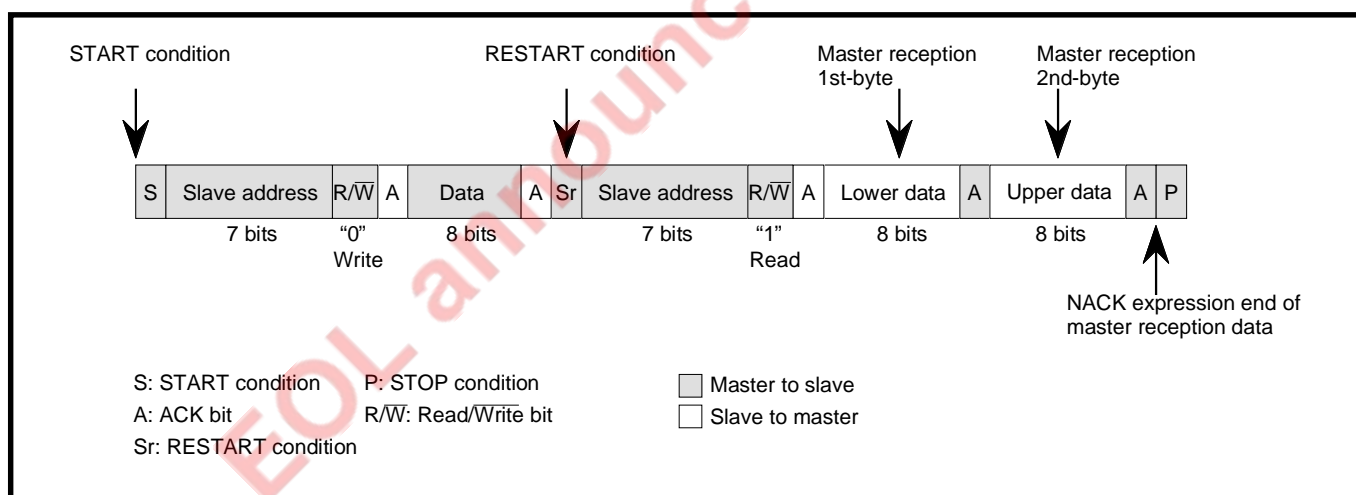 START condition
RESTART condition
Master reception
1st-byte
Master reception
2nd-byte
S Slave address R/W̅ A Data A Sr Slave address R/W̅ A Lower data A Upper data A P
7 bits "0" 8 bits 7 bits "1" 8 bits 8 bits
Write Read
NACK expression end of
master reception data
S: START condition P: STOP condition
Master to slave
A: ACK bit R/W̅: Read/W̅r̅i̅t̅e̅ bit
Slave to master
Sr: RESTART condition
EOL announc